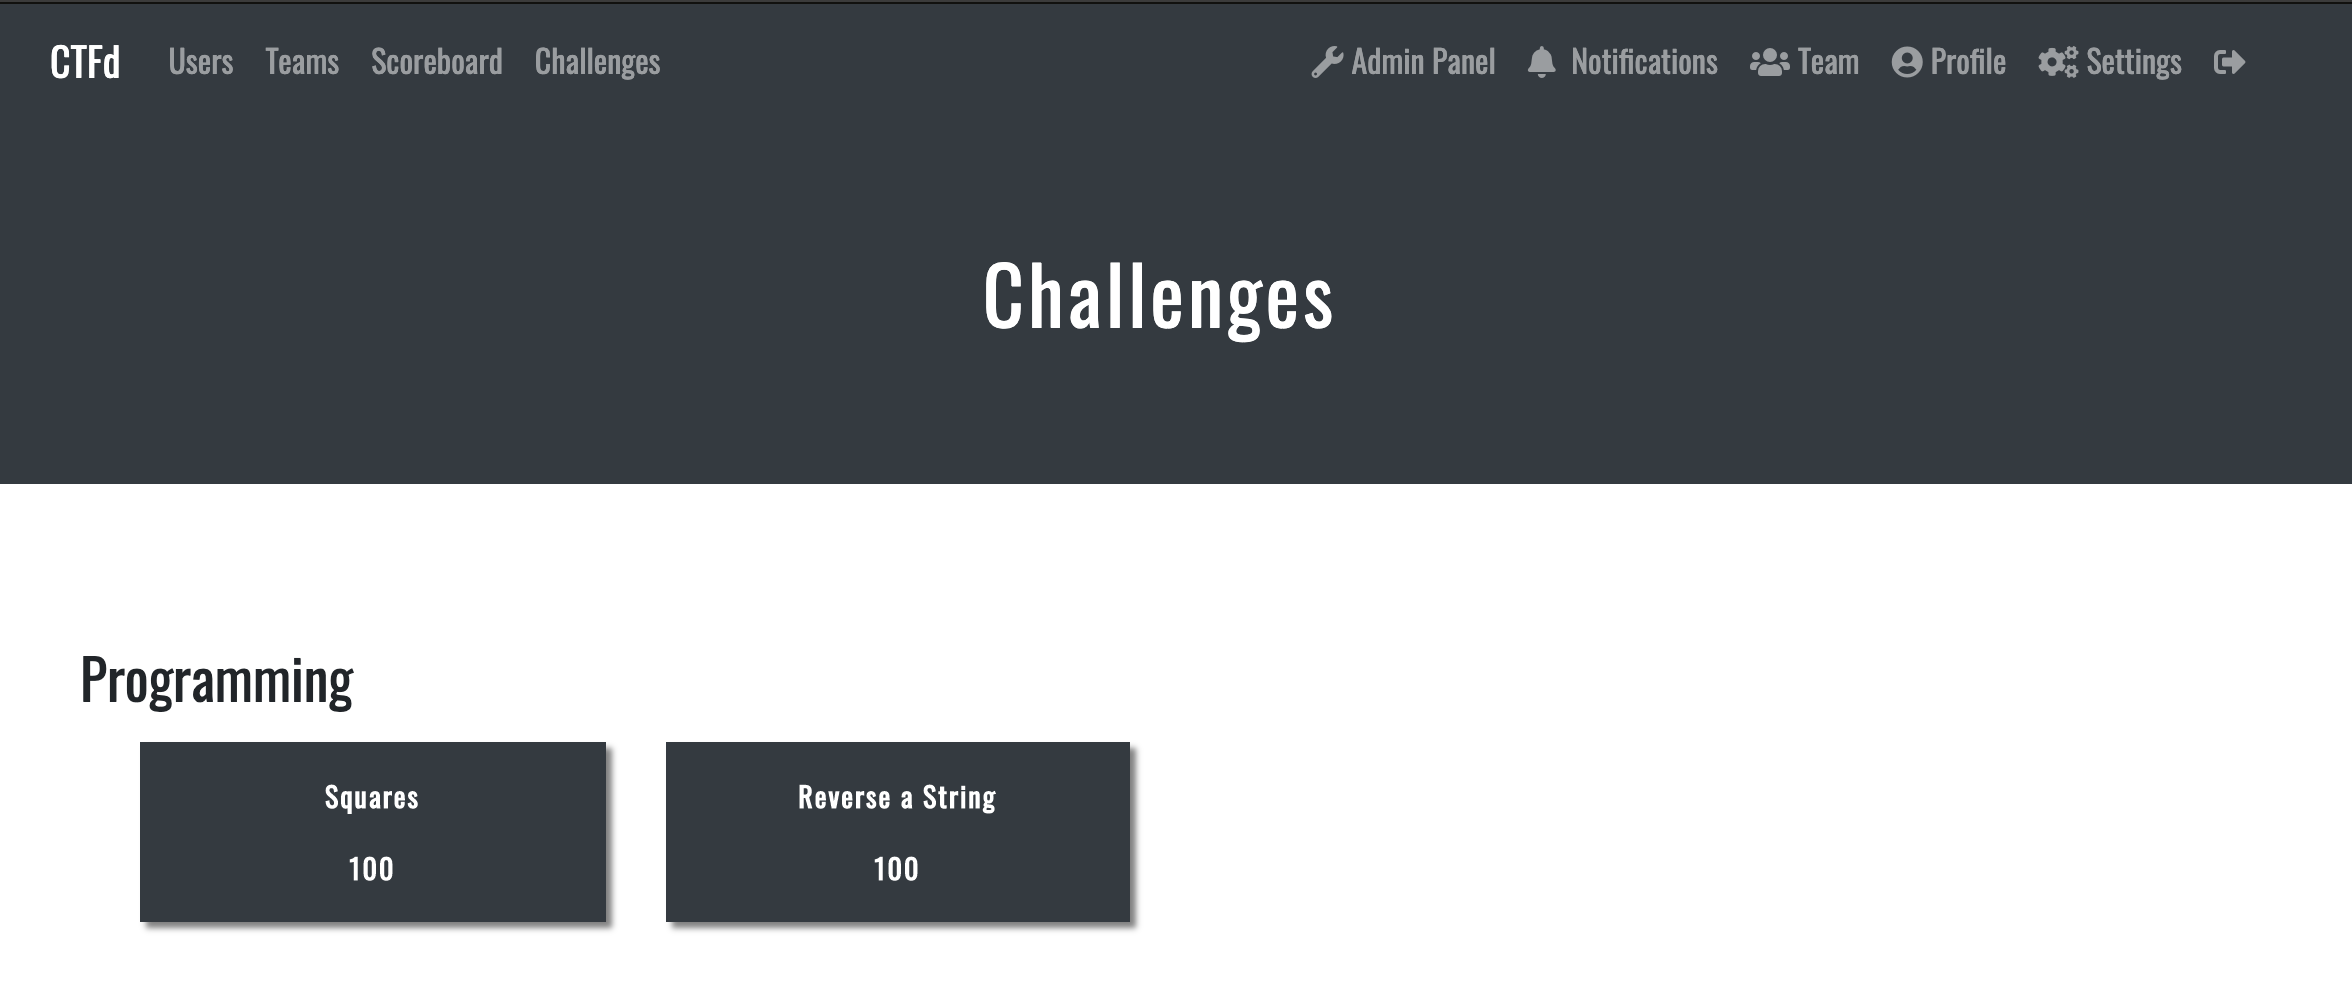 CTFd Users Teams Scoreboard Challenges Admin Panel Notifications Team Profile Settings
Challenges
Programming
Squares
100
Reverse a String
100